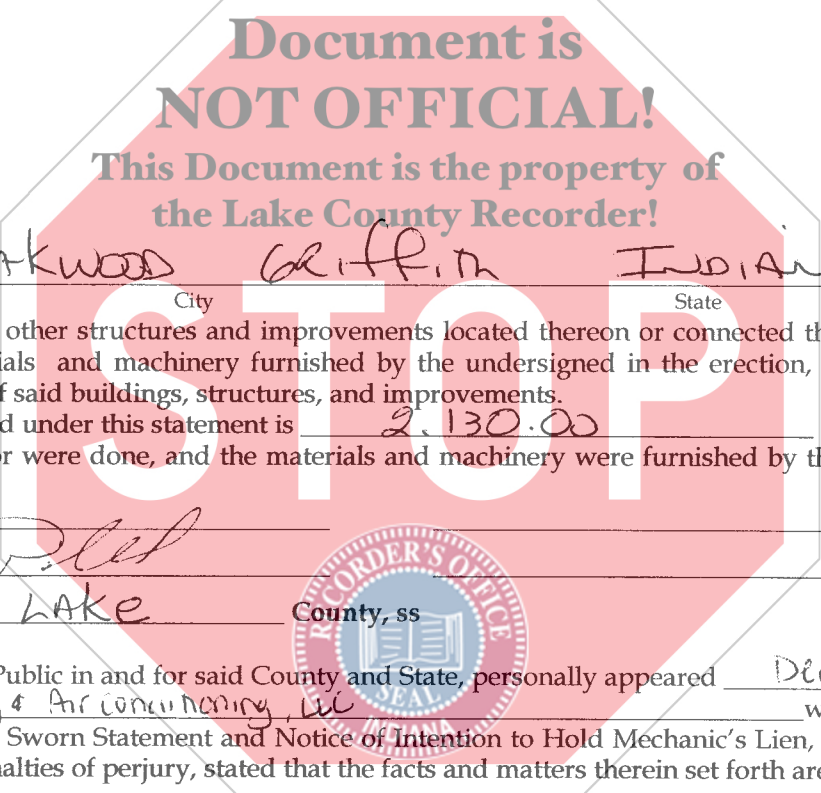 Document is
NOT OFFICIAL!
This Document is the property of
the Lake County Recorder!
STOP
AKWOOD Griffith INDIAN
City State
other structures and improvements located thereon or connected th
ials and machinery furnished by the undersigned in the erection,
f said buildings, structures, and improvements.
d under this statement is 2,130.00
or were done, and the materials and machinery were furnished by th
LAKE County, ss
RECORDER'S OFFICE
SEAL
INDIANA
Public in and for said County and State, personally appeared
& Air Conditioning, LLC w
Sworn Statement and Notice of Intention to Hold Mechanic's Lien,
nalties of perjury, stated that the facts and matters therein set forth are